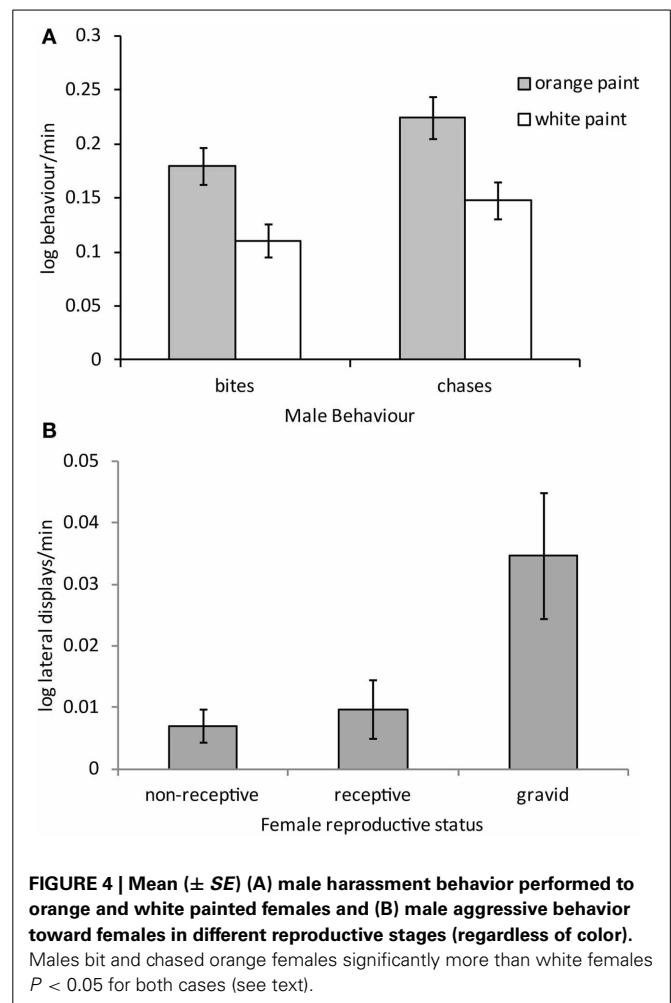 A
0.3
0.25
0.2
0.15
0.1
0.05
0
log behaviour/min
orange paint
white paint
bites
chases
Male Behaviour
B
0.05
0.04
0.03
0.02
0.01
0
log lateral displays/min
non-receptive
receptive
gravid
Female reproductive status
FIGURE 4 | Mean (± SE) (A) male harassment behavior performed to
orange and white painted females and (B) male aggressive behavior
toward females in different reproductive stages (regardless of color).
Males bit and chased orange females significantly more than white females
P < 0.05 for both cases (see text).